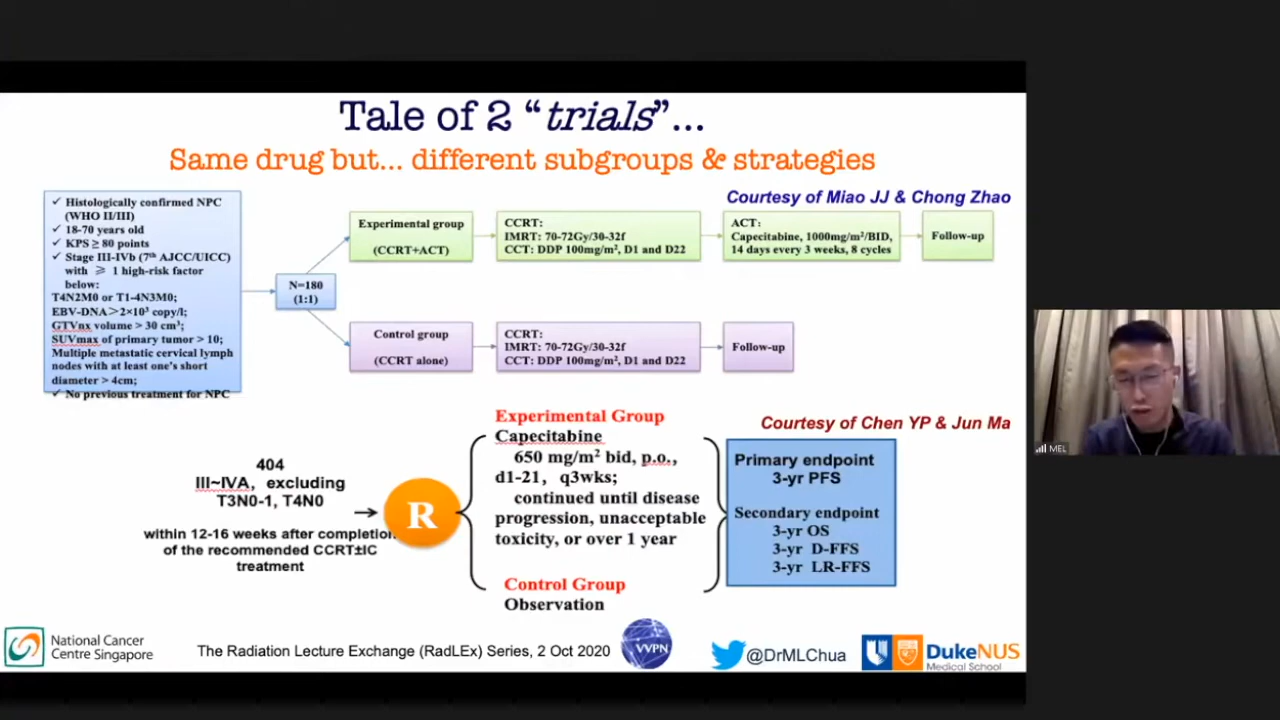 Tale of 2 “trials”...
Same drug but... different subgroups & strategies
Courtesy of Miao JJ & Chong Zhao
✓ Histologically confirmed NPC
(WHO II/III)
✓ 18-70 years old
✓ KPS ≥ 80 points
✓ Stage III-IVb (7th AJCC/UICC)
with ≥ 1 high-risk factor
below:
T4N2M0 or T1-4N3M0;
EBV-DNA＞2×10³ copy/l;
GTVnx volume > 30 cm³;
SUVmax of primary tumor > 10;
Multiple metastatic cervical lymph
nodes with at least one's short
diameter > 4cm;
✓ No previous treatment for NPC
N=180
(1:1)
Experimental group
(CCRT+ACT)
CCRT:
IMRT: 70-72Gy/30-32f
CCT: DDP 100mg/m², D1 and D22
ACT:
Capecitabine, 1000mg/m²/BID,
14 days every 3 weeks, 8 cycles
Follow-up
Control group
(CCRT alone)
CCRT:
IMRT: 70-72Gy/30-32f
CCT: DDP 100mg/m², D1 and D22
Follow-up
Courtesy of Chen YP & Jun Ma
404
III~IVA, excluding
T3N0-1, T4N0
within 12-16 weeks after completion
of the recommended CCRT±IC
treatment
R
Experimental Group
Capecitabine
650 mg/m² bid, p.o.,
d1-21, q3wks;
continued until disease
progression, unacceptable
toxicity, or over 1 year
Control Group
Observation
Primary endpoint
3-yr PFS
Secondary endpoint
3-yr OS
3-yr D-FFS
3-yr LR-FFS
National Cancer
Centre Singapore
The Radiation Lecture Exchange (RadLEx) Series, 2 Oct 2020
VVPN
@DrMLChua
DukeNUS
Medical School
MEL